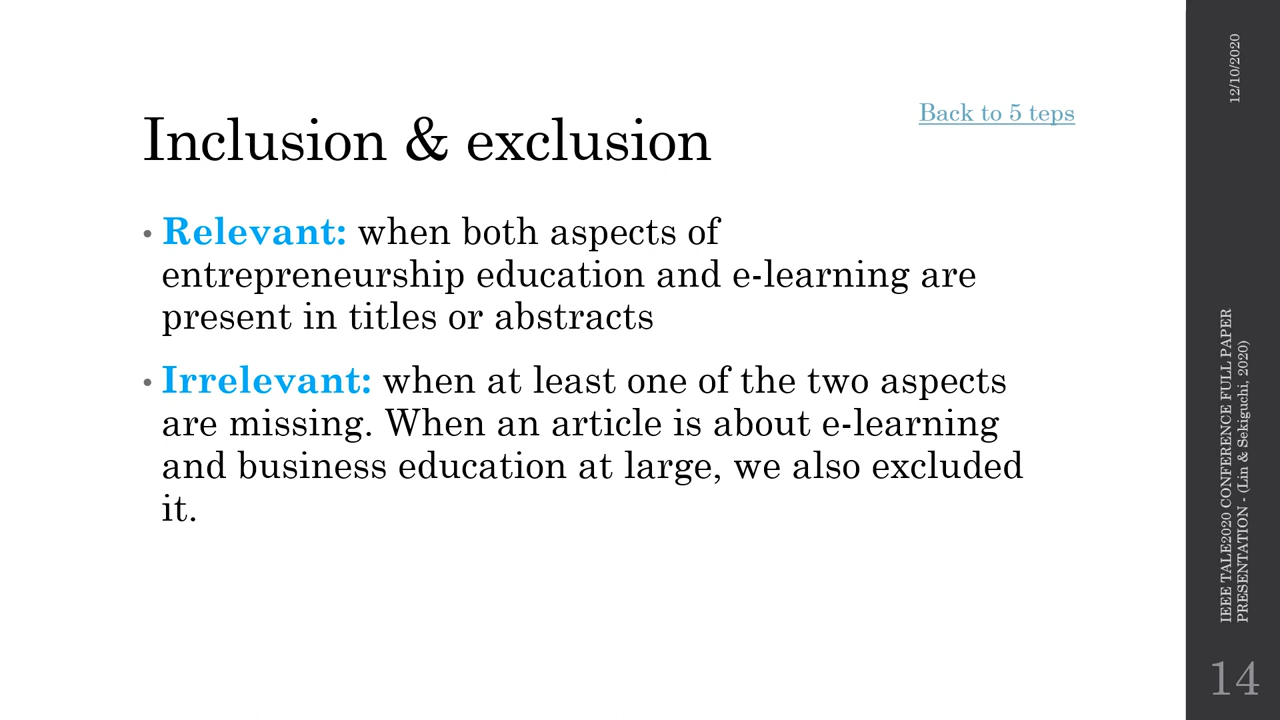 Back to 5 teps
Inclusion & exclusion
• Relevant: when both aspects of
entrepreneurship education and e-learning are
present in titles or abstracts
• Irrelevant: when at least one of the two aspects
are missing. When an article is about e-learning
and business education at large, we also excluded
it.
12/10/2020
IEEE TALE2020 CONFERENCE FULL PAPER
PRESENTATION - (Lin & Sekiguchi, 2020)
14